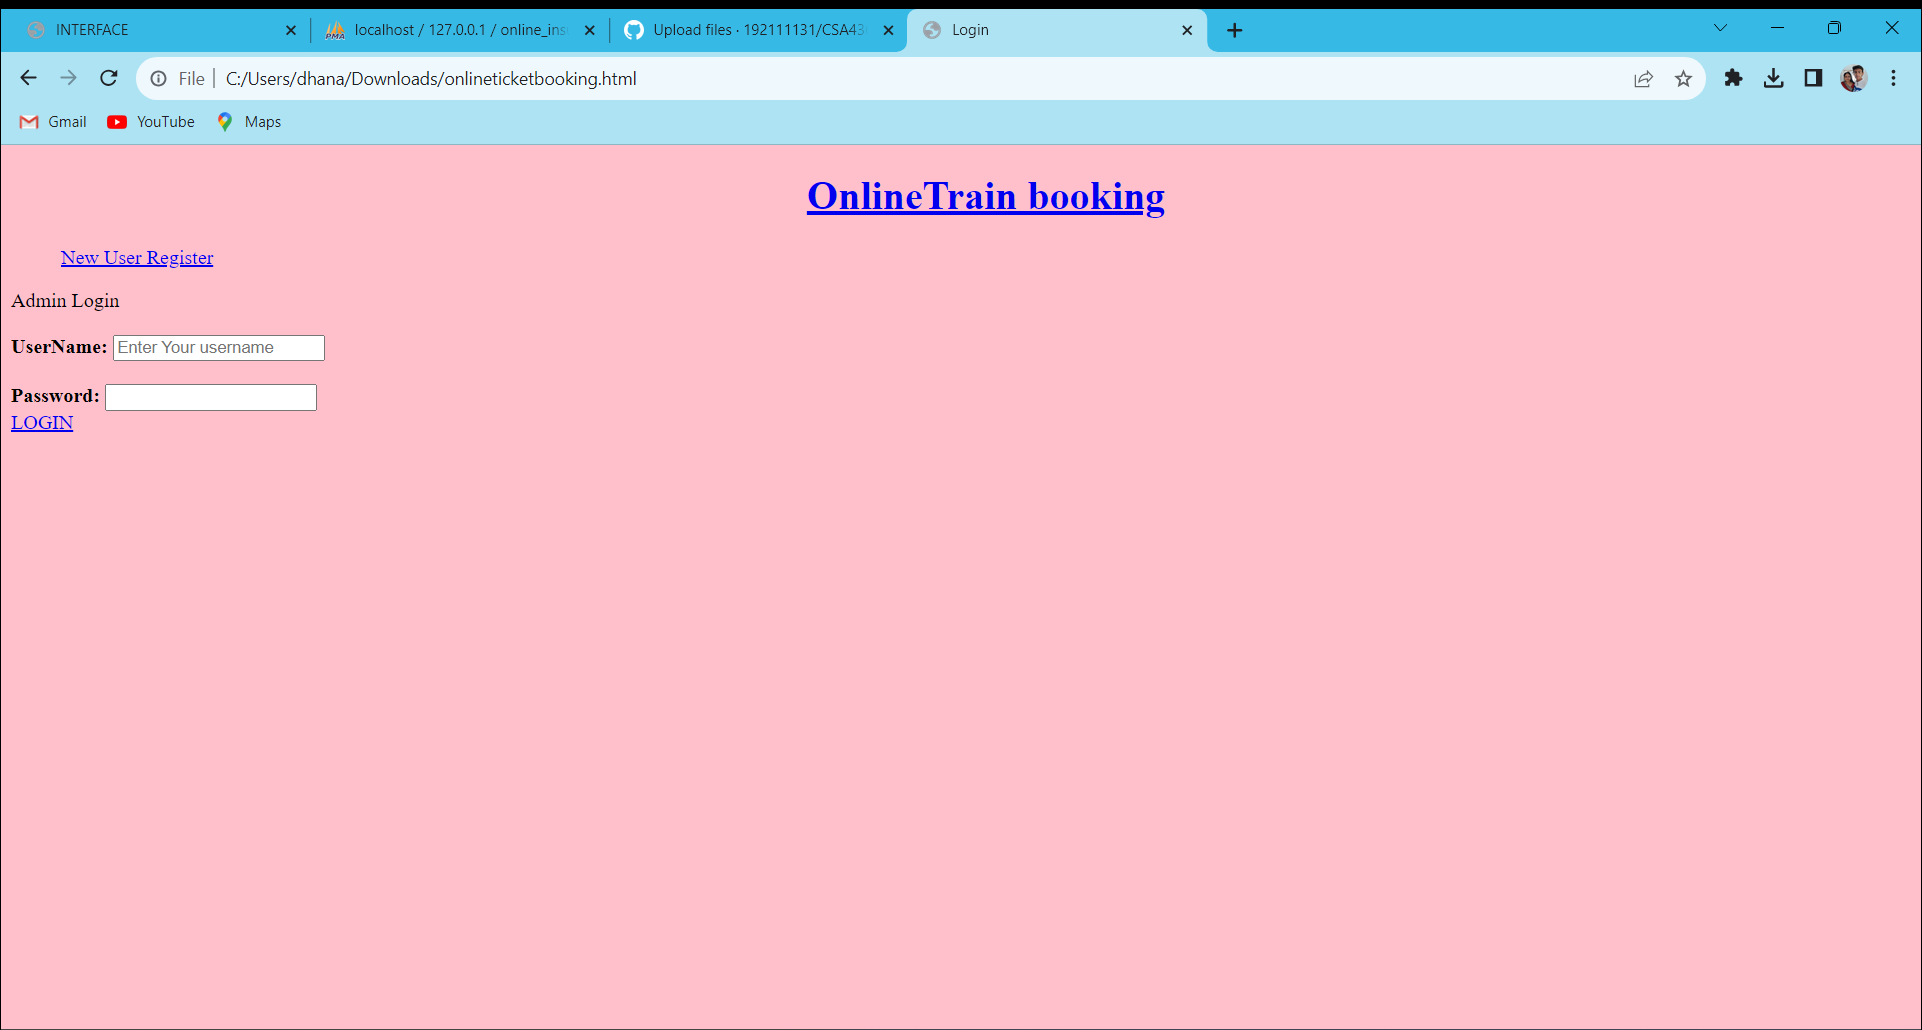 INTERFACE
localhost / 127.0.0.1 / online_ins
Upload files · 192111131/CSA43
Login
File | C:/Users/dhana/Downloads/onlineticketbooking.html
Gmail YouTube Maps
OnlineTrain booking
New User Register
Admin Login
UserName: Enter Your username
Password:
LOGIN